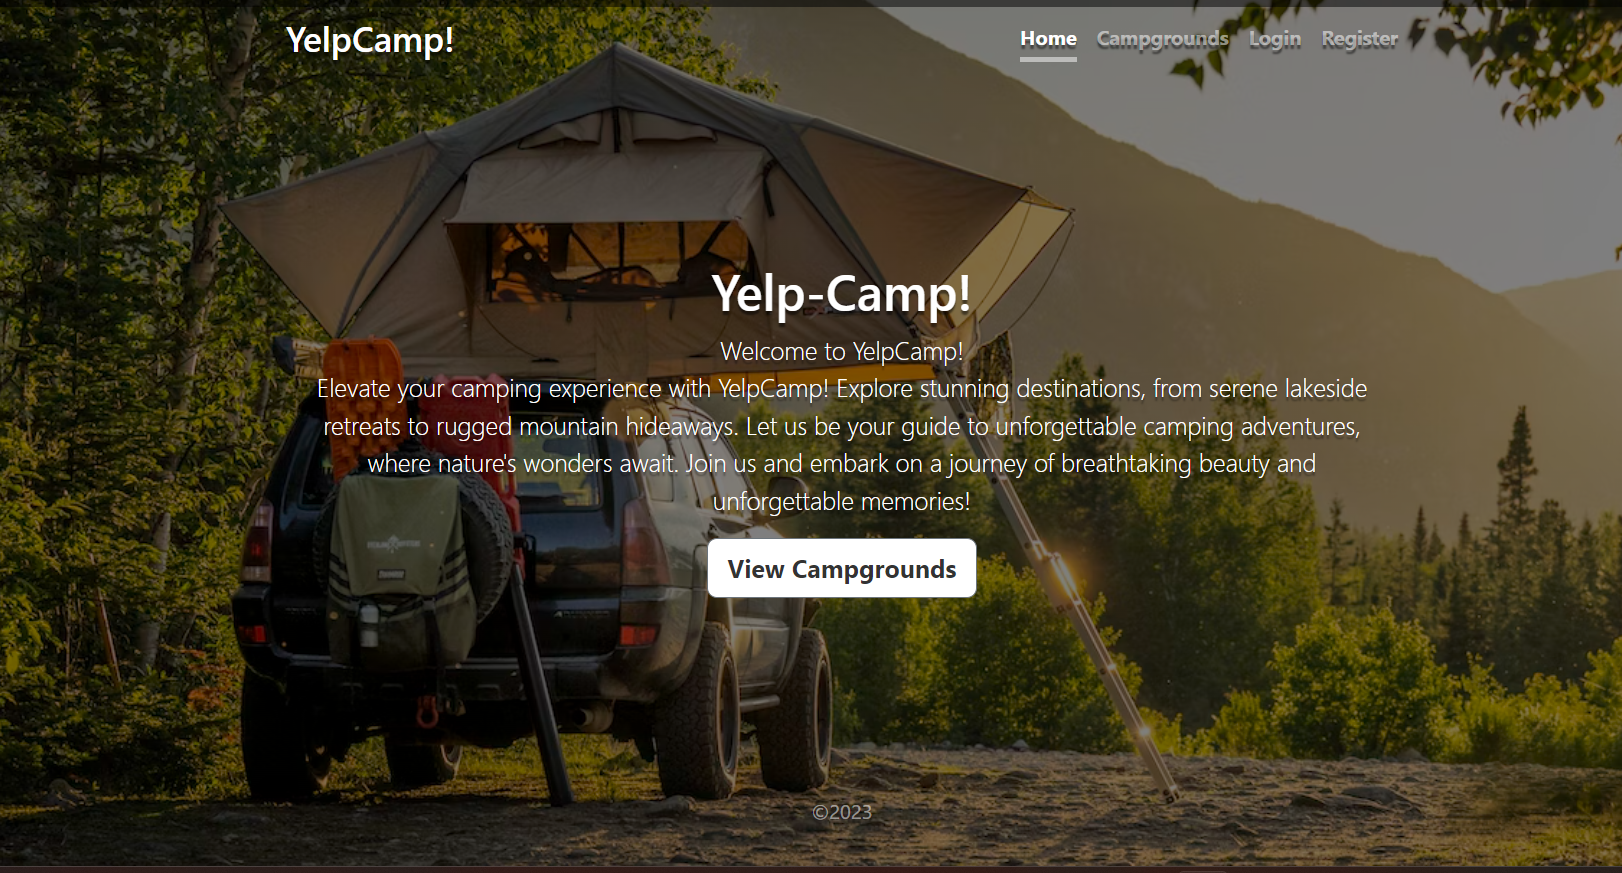 YelpCamp!
Home Campgrounds Login Register
Yelp-Camp!
Welcome to YelpCamp!
Elevate your camping experience with YelpCamp! Explore stunning destinations, from serene lakeside
retreats to rugged mountain hideaways. Let us be your guide to unforgettable camping adventures,
where nature's wonders await. Join us and embark on a journey of breathtaking beauty and
unforgettable memories!
View Campgrounds
©2023